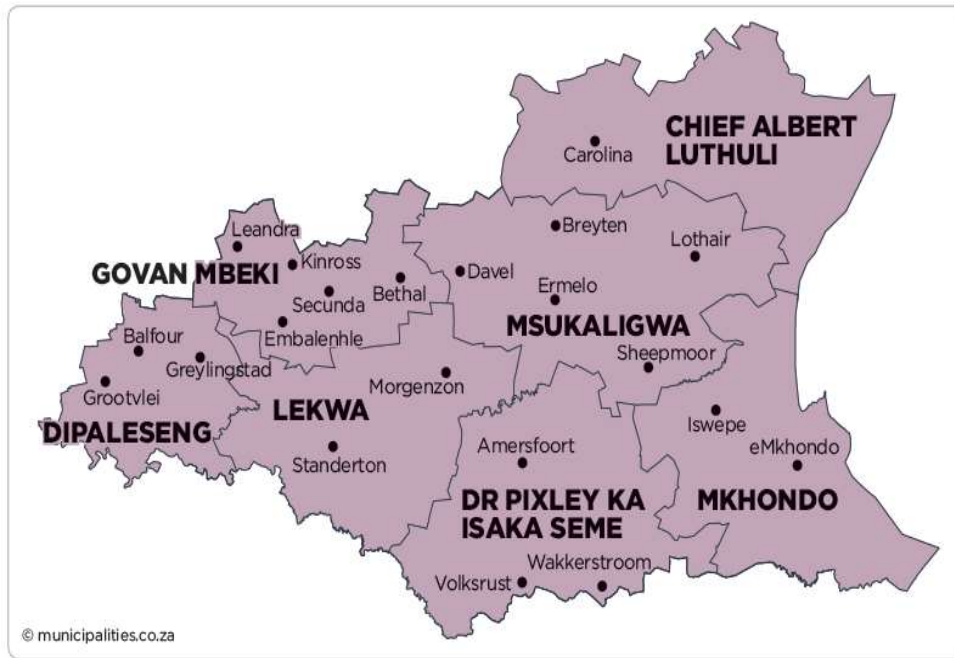 CHIEF ALBERT
LUTHULI
Carolina
Breyten
Lothair
Leandra
Kinross
GOVAN MBEKI
Davel
Bethal
Secunda
Ermelo
MSUKALIGWA
Embalenhle
Balfour
Greylingstad
Grootvlei
Sheepmoor
Morgenzon
LEKWA
DIPALESENG
Iswepe
Amersfoort
eMkhondo
Standerton
DR PIXLEY KA
ISAKA SEME
MKHONDO
Wakkerstroom
Volksrust
© municipalities.co.za